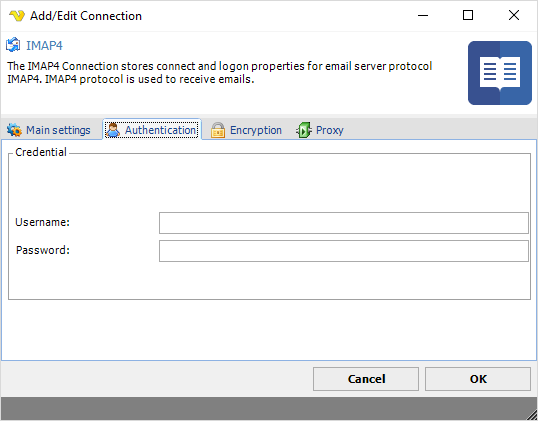 Add/Edit Connection
IMAP4
The IMAP4 Connection stores connect and logon properties for email server protocol
IMAP4. IMAP4 protocol is used to receive emails.
Main settings Authentication Encryption Proxy
Credential
Username:
Password:
Cancel OK